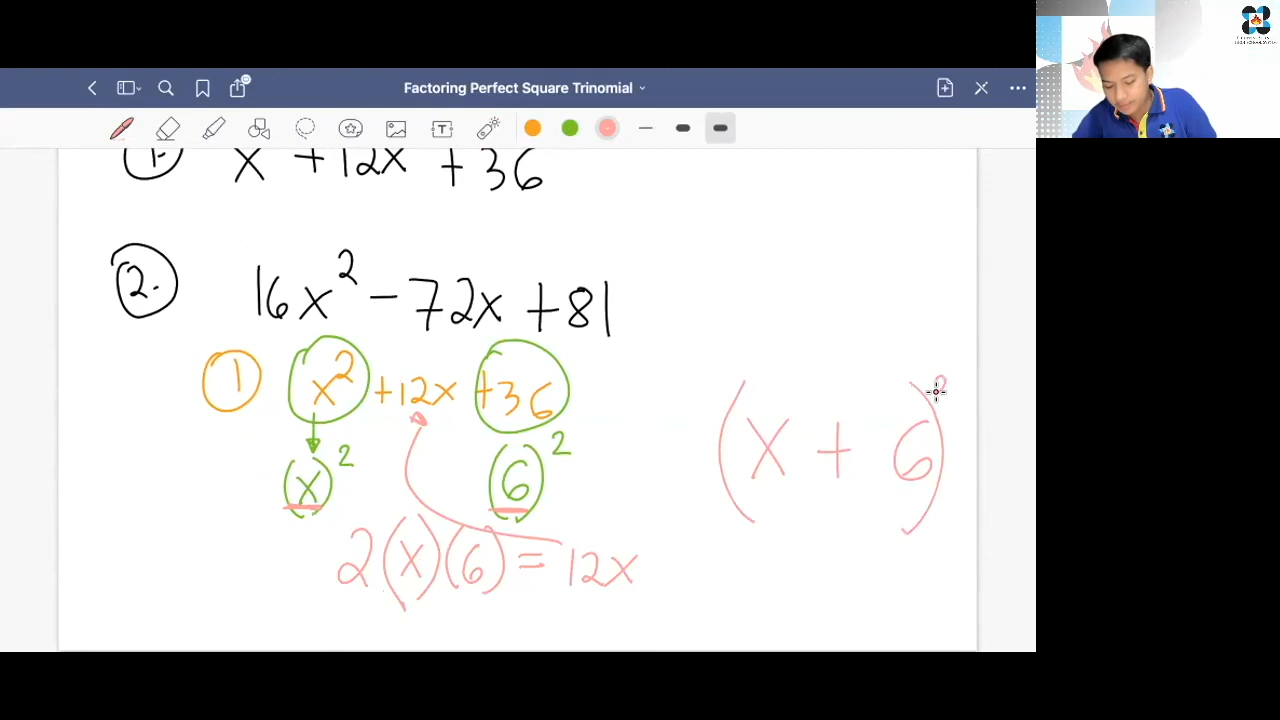 Factoring Perfect Square Trinomial
1. x + 12x + 36
2. 16x² - 72x + 81
1 x² + 12x + 36
(x)² (6)²
(x + 6)²
2(x)(6) = 12x